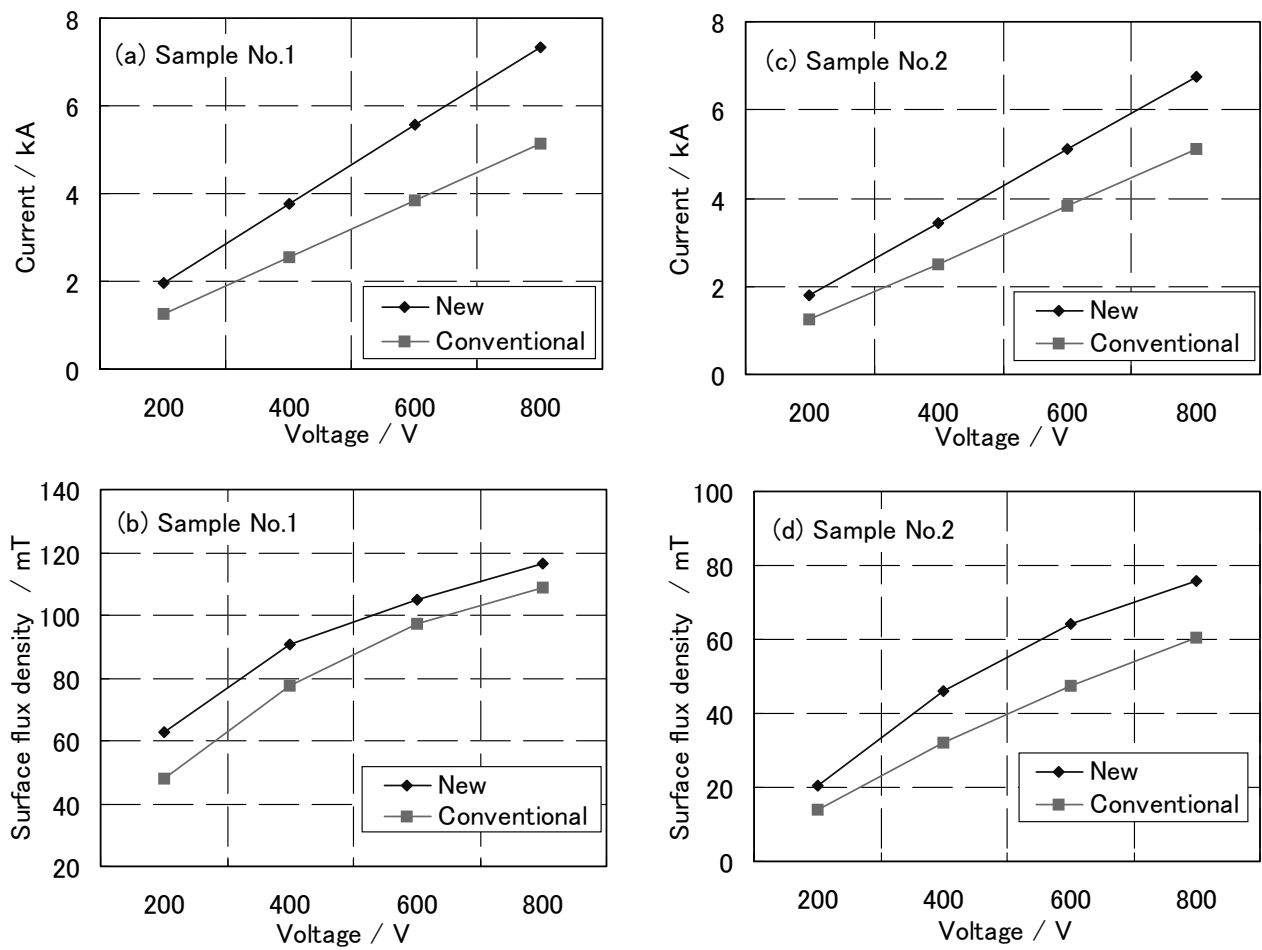 (a) Sample No.1
Current / kA
8
6
4
2
0
New
Conventional
200 400 600 800
Voltage / V
(c) Sample No.2
Current / kA
8
6
4
2
0
New
Conventional
200 400 600 800
Voltage / V
(b) Sample No.1
Surface flux density / mT
140
120
100
80
60
40
20
New
Conventional
200 400 600 800
Voltage / V
(d) Sample No.2
Surface flux density / mT
100
80
60
40
20
0
New
Conventional
200 400 600 800
Voltage / V